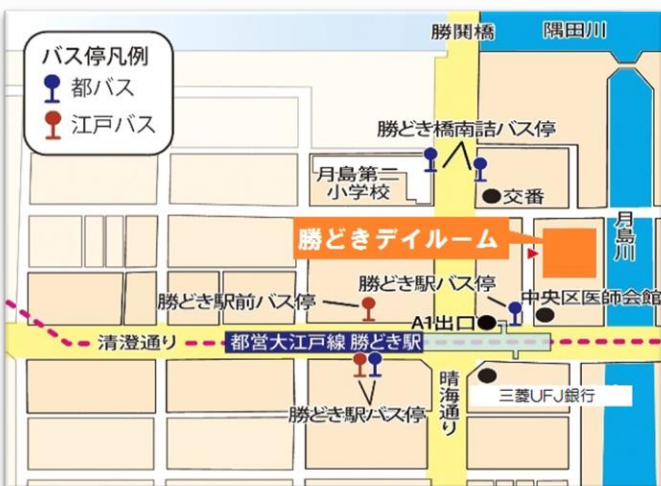 勝鬨橋
隅田川
バス停凡例
都バス
江戸バス
勝どき橋南詰バス停
月島第二
小学校
交番
月島川
勝どきデイルーム
勝どき駅バス停
勝どき駅前バス停
中央区医師会館
A1出口
清澄通り
都営大江戸線 勝どき駅
晴海通り
三菱UFJ銀行
勝どき駅バス停